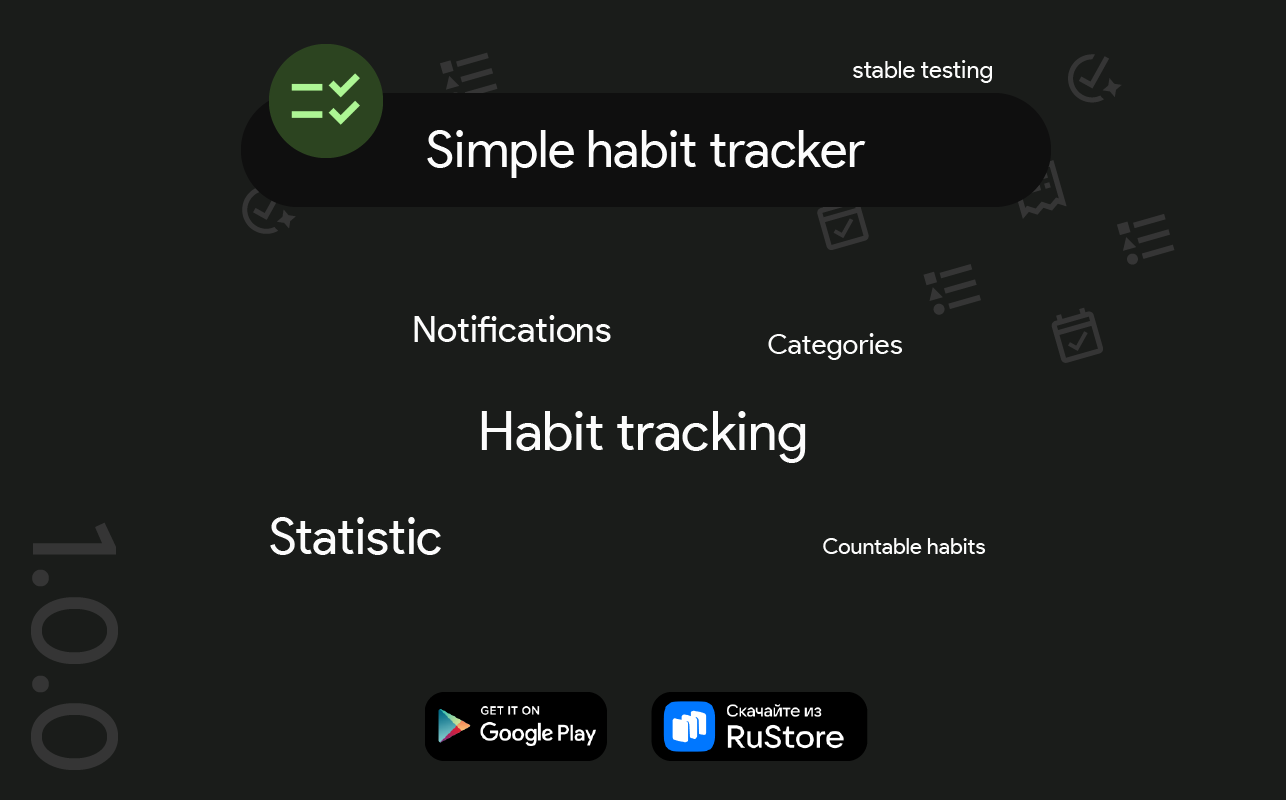 stable testing
Simple habit tracker
Notifications
Categories
Habit tracking
Statistic
Countable habits
1.0.0
GET IT ON
Google Play
Скачайте из
RuStore